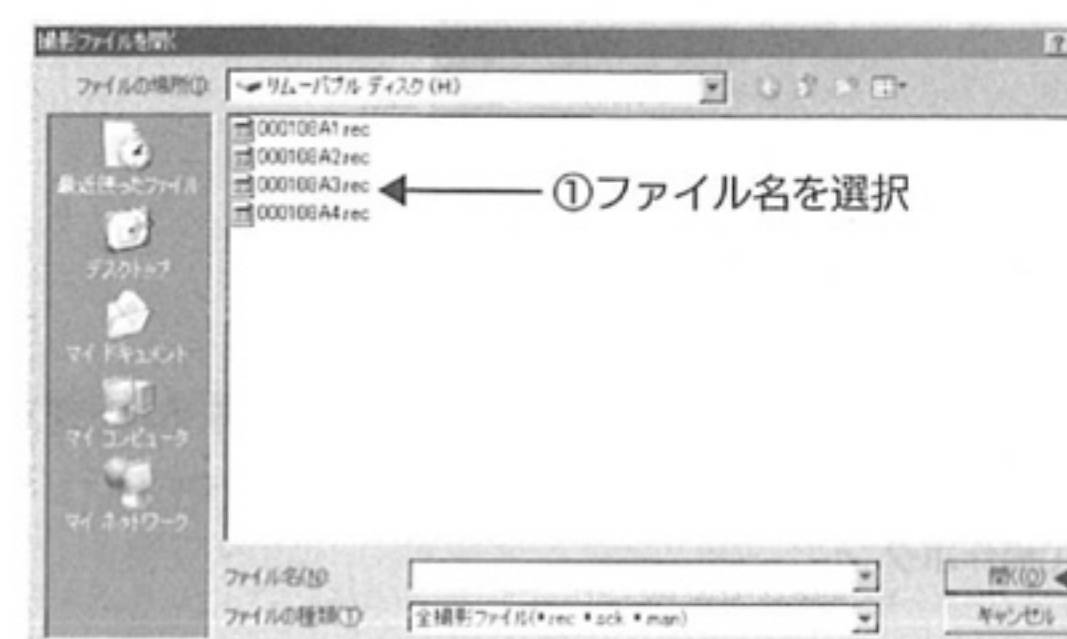 撮影ファイルを開く
ファイルの場所(I):
リムーバブル ディスク (H:)
000108A1.rec
000108A2.rec
000108A3.rec
000108A4.rec
①ファイル名を選択
最近使ったファイル
デスクトップ
マイ ドキュメント
マイ コンピュータ
マイ ネットワーク
ファイル名(N):
開く(O)
ファイルの種類(T):
全撮影ファイル(*.rec *.sck *.man)
キャンセル